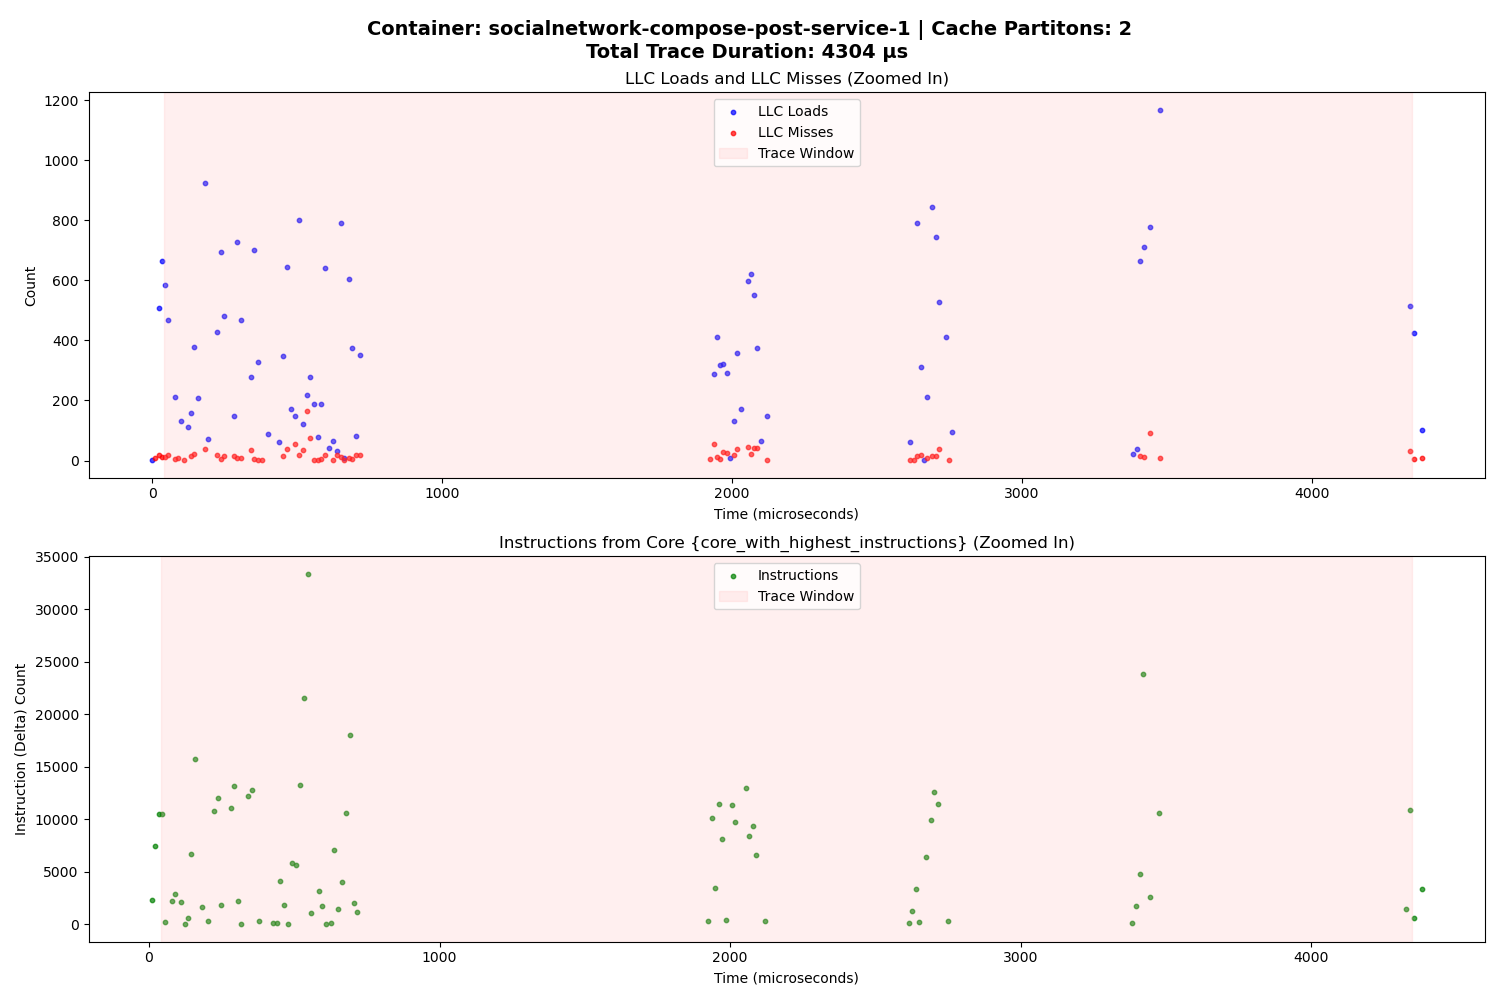 Container: socialnetwork-compose-post-service-1 | Cache Partitons: 2
Total Trace Duration: 4304 µs
LLC Loads and LLC Misses (Zoomed In)
1200
1000
800
600
400
200
0
Count
LLC Loads
LLC Misses
Trace Window
0
1000
2000
3000
4000
Time (microseconds)
Instructions from Core {core_with_highest_instructions} (Zoomed In)
35000
30000
25000
20000
15000
10000
5000
0
Instruction (Delta) Count
Instructions
Trace Window
0
1000
2000
3000
4000
Time (microseconds)